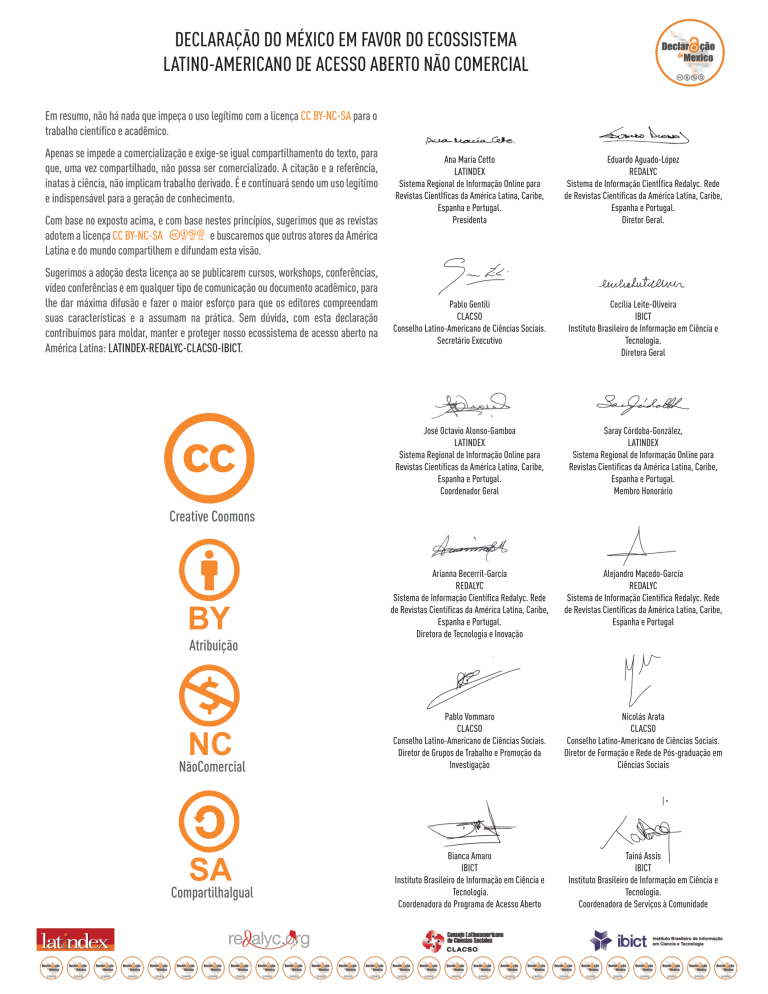 DECLARAÇÃO DO MÉXICO EM FAVOR DO ECOSSISTEMA
LATINO-AMERICANO DE ACESSO ABERTO NÃO COMERCIAL
Declaração
de México
Em resumo, não há nada que impeça o uso legítimo com a licença CC BY-NC-SA para o
trabalho científico e acadêmico.
Apenas se impede a comercialização e exige-se igual compartilhamento do texto, para
que, uma vez compartilhado, não possa ser comercializado. A citação e a referência,
inatas à ciência, não implicam trabalho derivado. É e continuará sendo um uso legítimo
e indispensável para a geração de conhecimento.
Com base no exposto acima, e com base nestes princípios, sugerimos que as revistas
adotem a licença CC BY-NC-SA e buscaremos que outros atores da América
Latina e do mundo compartilhem e difundam esta visão.
Sugerimos a adoção desta licença ao se publicarem cursos, workshops, conferências,
vídeo conferências e em qualquer tipo de comunicação ou documento acadêmico, para
lhe dar máxima difusão e fazer o maior esforço para que os editores compreendam
suas características e a assumam na prática. Sem dúvida, com esta declaração
contribuímos para moldar, manter e proteger nosso ecossistema de acesso aberto na
América Latina: LATINDEX-REDALYC-CLACSO-IBICT.
cc
Creative Coomons
BY
Atribuição
NC
NãoComercial
SA
CompartilhaIgual
Ana María Cetto
LATINDEX
Sistema Regional de Informação Online para
Revistas Científicas da América Latina, Caribe,
Espanha e Portugal.
Presidenta
Eduardo Aguado-López
REDALYC
Sistema de Informação Científica Redalyc. Rede
de Revistas Científicas da América Latina, Caribe,
Espanha e Portugal.
Diretor Geral.
Pablo Gentili
CLACSO
Conselho Latino-Americano de Ciências Sociais.
Secretário Executivo
Cecília Leite-Oliveira
IBICT
Instituto Brasileiro de Informação em Ciência e
Tecnologia.
Diretora Geral
José Octavio Alonso-Gamboa
LATINDEX
Sistema Regional de Informação Online para
Revistas Científicas da América Latina, Caribe,
Espanha e Portugal.
Coordenador Geral
Saray Córdoba-González,
LATINDEX
Sistema Regional de Informação Online para
Revistas Científicas da América Latina, Caribe,
Espanha e Portugal.
Membro Honorário
Arianna Becerril-García
REDALYC
Sistema de Informação Científica Redalyc. Rede
de Revistas Científicas da América Latina, Caribe,
Espanha e Portugal.
Diretora de Tecnologia e Inovação
Alejandro Macedo-García
REDALYC
Sistema de Informação Científica Redalyc. Rede
de Revistas Científicas da América Latina, Caribe,
Espanha e Portugal
Pablo Vommaro
CLACSO
Conselho Latino-Americano de Ciências Sociais.
Diretor de Grupos de Trabalho e Promoção da
Investigação
Nicolás Arata
CLACSO
Conselho Latino-Americano de Ciências Sociais.
Diretor de Formação e Rede de Pós-graduação em
Ciências Sociais
Bianca Amaro
IBICT
Instituto Brasileiro de Informação em Ciência e
Tecnologia.
Coordenadora do Programa de Acesso Aberto
Tainá Assis
IBICT
Instituto Brasileiro de Informação em Ciência e
Tecnologia.
Coordenadora de Serviços à Comunidade
latindex
redalyc.org
Consejo Latinoamericano
de Ciencias Sociales
CLACSO
ibict
Instituto Brasileiro de Informação
em Ciência e Tecnologia